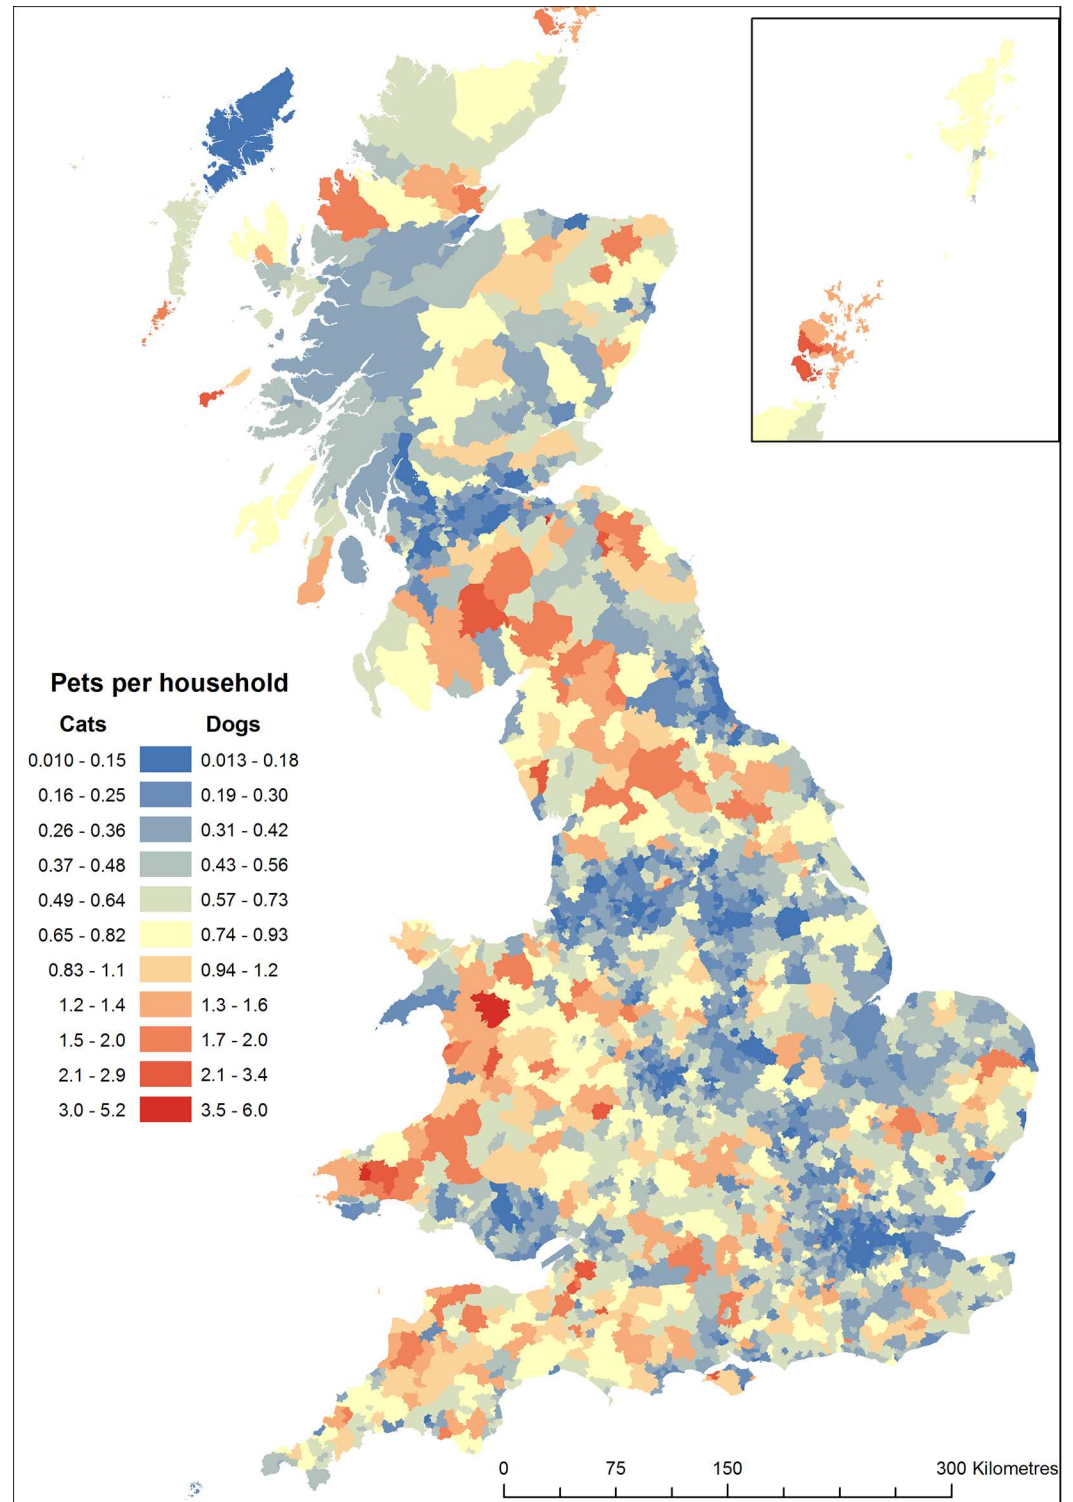 Pets per household
Cats Dogs
0.010 - 0.15 0.013 - 0.18
0.16 - 0.25 0.19 - 0.30
0.26 - 0.36 0.31 - 0.42
0.37 - 0.48 0.43 - 0.56
0.49 - 0.64 0.57 - 0.73
0.65 - 0.82 0.74 - 0.93
0.83 - 1.1 0.94 - 1.2
1.2 - 1.4 1.3 - 1.6
1.5 - 2.0 1.7 - 2.0
2.1 - 2.9 2.1 - 3.4
3.0 - 5.2 3.5 - 6.0
0 75 150 300 Kilometres